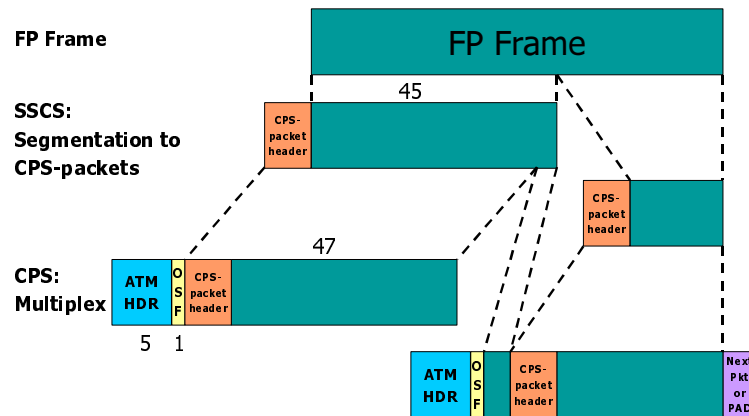 FP Frame
FP Frame
45
SSCS:
Segmentation to
CPS-packets
CPS-
packet
header
CPS-
packet
header
47
CPS:
Multiplex
ATM
HDR
O
S
F
CPS-
packet
header
5
1
ATM
HDR
O
S
F
CPS-
packet
header
Next
Pkt
or
PAD